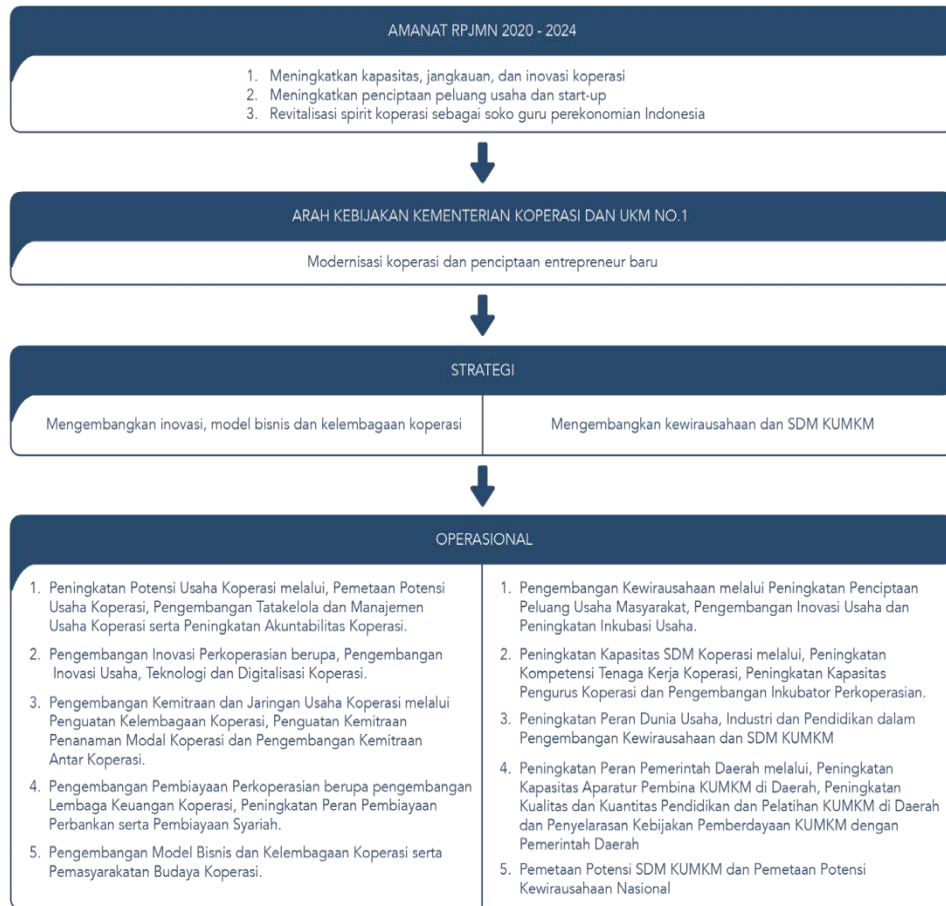 AMANAT RPJMN 2020 - 2024
1. Meningkatkan kapasitas, jangkauan, dan inovasi koperasi
2. Meningkatkan penciptaan peluang usaha dan start-up
3. Revitalisasi spirit koperasi sebagai soko guru perekonomian Indonesia
ARAH KEBIJAKAN KEMENTERIAN KOPERASI DAN UKM NO.1
Modernisasi koperasi dan penciptaan entrepreneur baru
STRATEGI
Mengembangkan inovasi, model bisnis dan kelembagaan koperasi
Mengembangkan kewirausahaan dan SDM KUMKM
OPERASIONAL
1. Peningkatan Potensi Usaha Koperasi melalui, Pemetaan Potensi
Usaha Koperasi, Pengembangan Tatakelola dan Manajemen
Usaha Koperasi serta Peningkatan Akuntabilitas Koperasi.
2. Pengembangan Inovasi Perkoperasian berupa, Pengembangan
Inovasi Usaha, Teknologi dan Digitalisasi Koperasi.
3. Pengembangan Kemitraan dan Jaringan Usaha Koperasi melalui
Penguatan Kelembagaan Koperasi, Penguatan Kemitraan
Penanaman Modal Koperasi dan Pengembangan Kemitraan
Antar Koperasi.
4. Pengembangan Pembiayaan Perkoperasian berupa pengembangan
Lembaga Keuangan Koperasi, Peningkatan Peran Pembiayaan
Perbankan serta Pembiayaan Syariah.
5. Pengembangan Model Bisnis dan Kelembagaan Koperasi serta
Pemasyarakatan Budaya Koperasi.
1. Pengembangan Kewirausahaan melalui Peningkatan Penciptaan
Peluang Usaha Masyarakat, Pengembangan Inovasi Usaha dan
Peningkatan Inkubasi Usaha.
2. Peningkatan Kapasitas SDM Koperasi melalui, Peningkatan
Kompetensi Tenaga Kerja Koperasi, Peningkatan Kapasitas
Pengurus Koperasi dan Pengembangan Inkubator Perkoperasian.
3. Peningkatan Peran Dunia Usaha, Industri dan Pendidikan dalam
Pengembangan Kewirausahaan dan SDM KUMKM
4. Peningkatan Peran Pemerintah Daerah melalui, Peningkatan
Kapasitas Aparatur Pembina KUMKM di Daerah, Peningkatan
Kualitas dan Kuantitas Pendidikan dan Pelatihan KUMKM di Daerah
dan Penyelarasan Kebijakan Pemberdayaan KUMKM dengan
Pemerintah Daerah
5. Pemetaan Potensi SDM KUMKM dan Pemetaan Potensi
Kewirausahaan Nasional